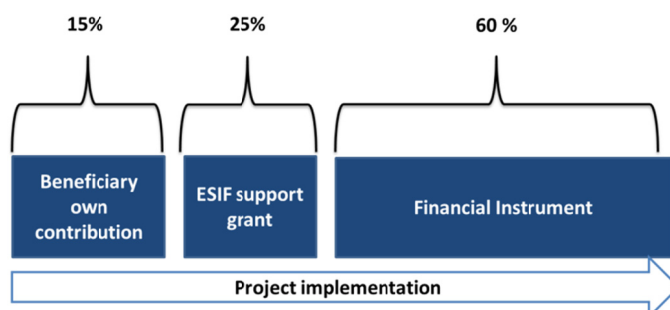 15%
25%
60 %
Beneficiary
own
contribution
ESIF support
grant
Financial Instrument
Project implementation